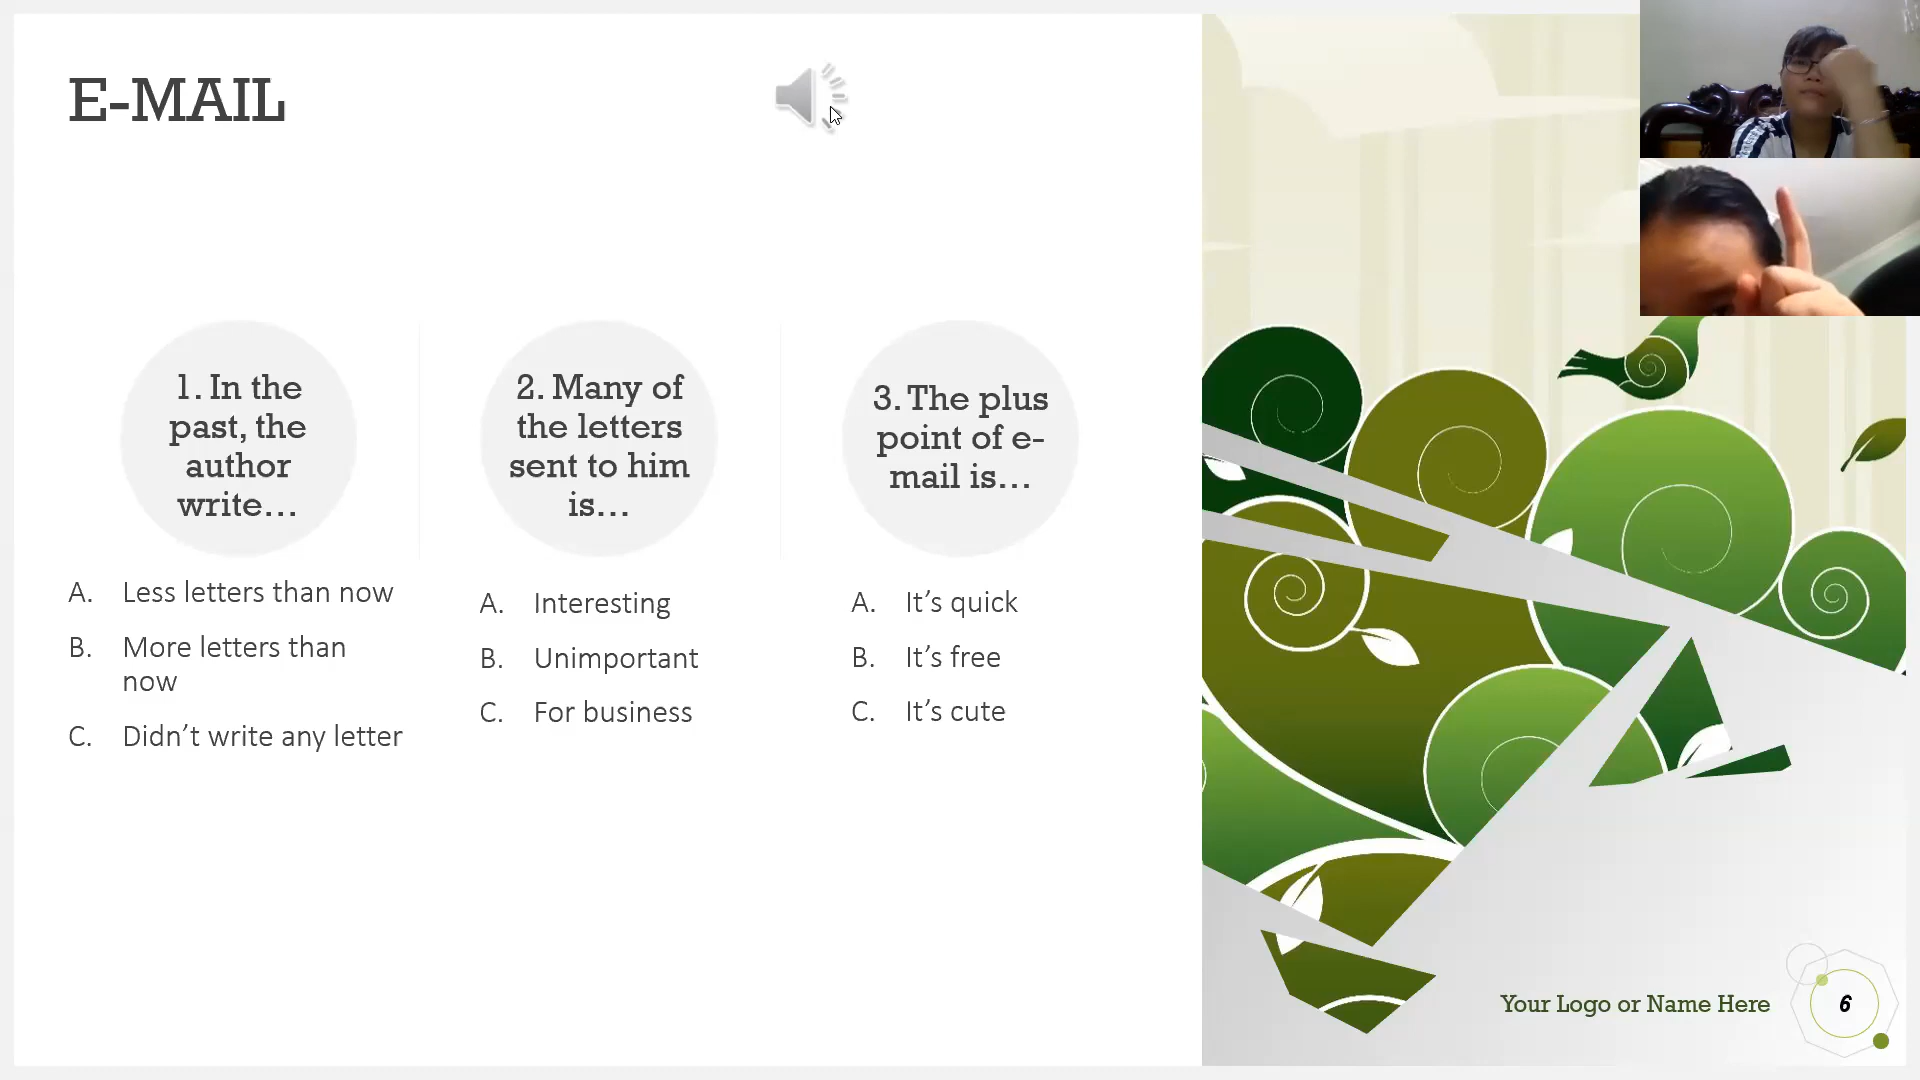 E-MAIL
1. In the
past, the
author
write...
A. Less letters than now
B. More letters than
now
C. Didn't write any letter
2. Many of
the letters
sent to him
is...
A. Interesting
B. Unimportant
C. For business
3. The plus
point of e-
mail is...
A. It's quick
B. It's free
C. It's cute
Your Logo or Name Here
6